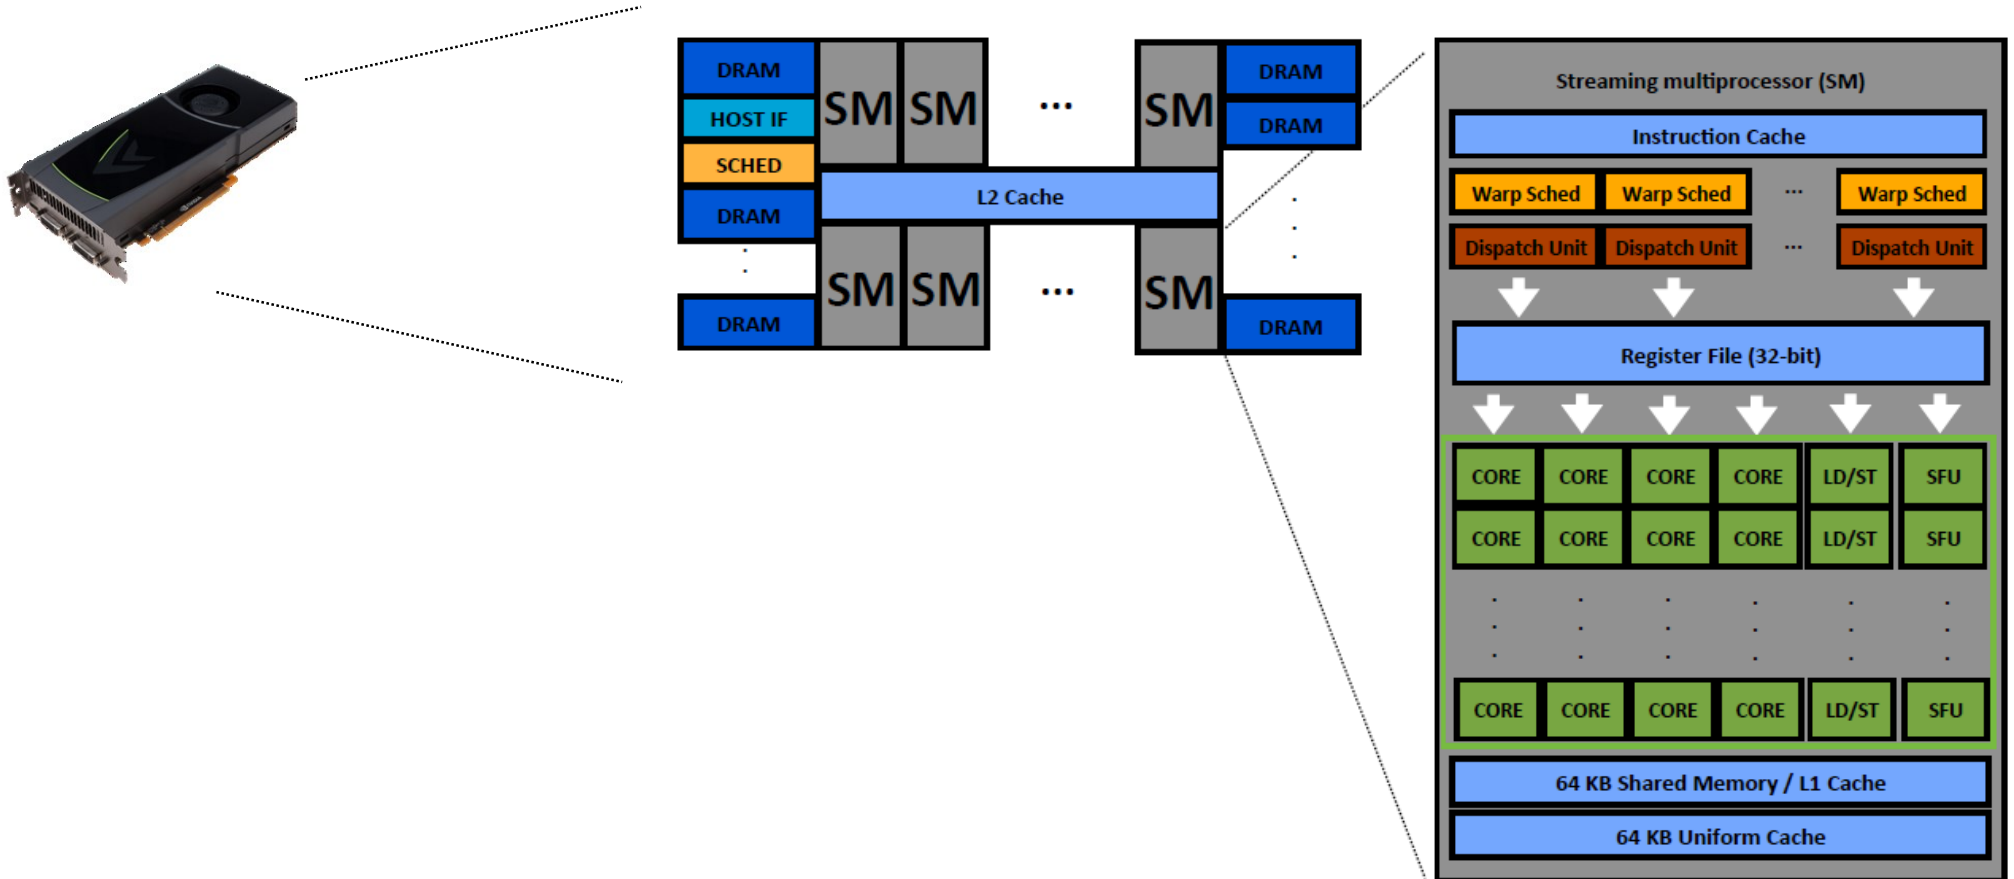 DRAM
HOST IF
SCHED
DRAM
DRAM
SM SM ... SM
L2 Cache
SM SM ... SM
DRAM
DRAM
DRAM
Streaming multiprocessor (SM)
Instruction Cache
Warp Sched Warp Sched ... Warp Sched
Dispatch Unit Dispatch Unit ... Dispatch Unit
Register File (32-bit)
CORE CORE CORE CORE LD/ST SFU
CORE CORE CORE CORE LD/ST SFU
CORE CORE CORE CORE LD/ST SFU
64 KB Shared Memory / L1 Cache
64 KB Uniform Cache